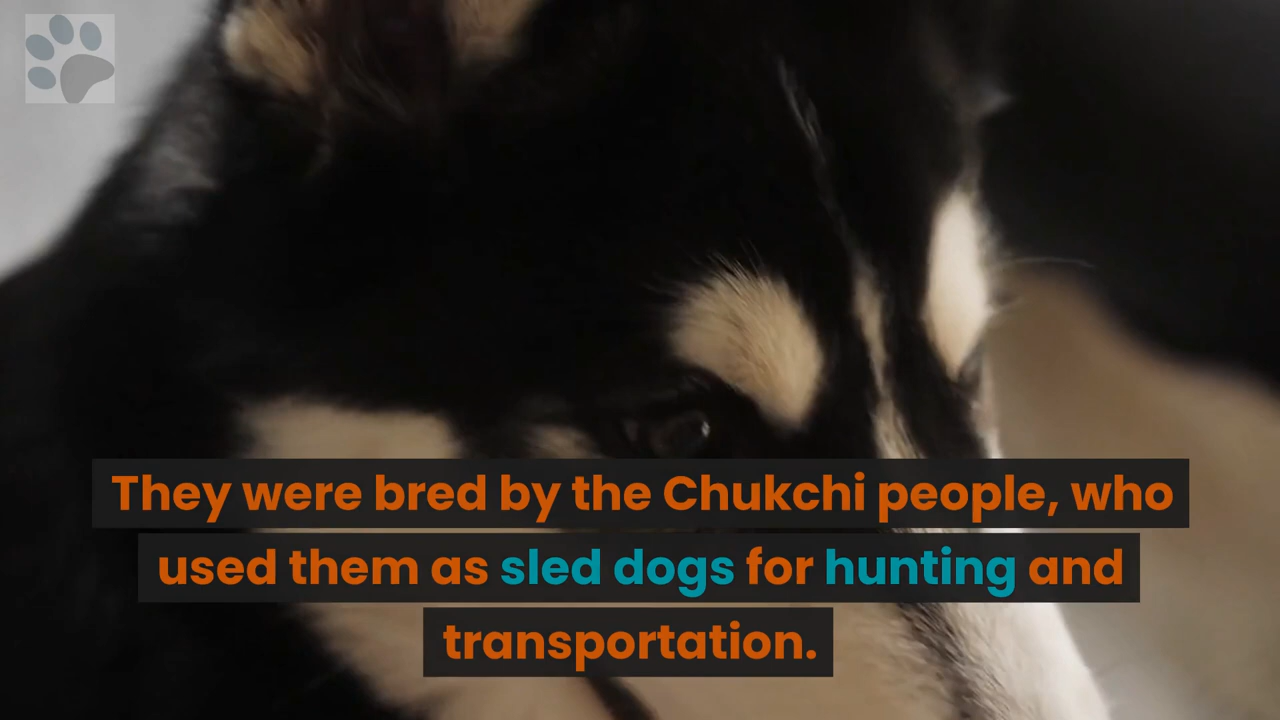 They were bred by the Chukchi people, who
used them as sled dogs for hunting and
transportation.